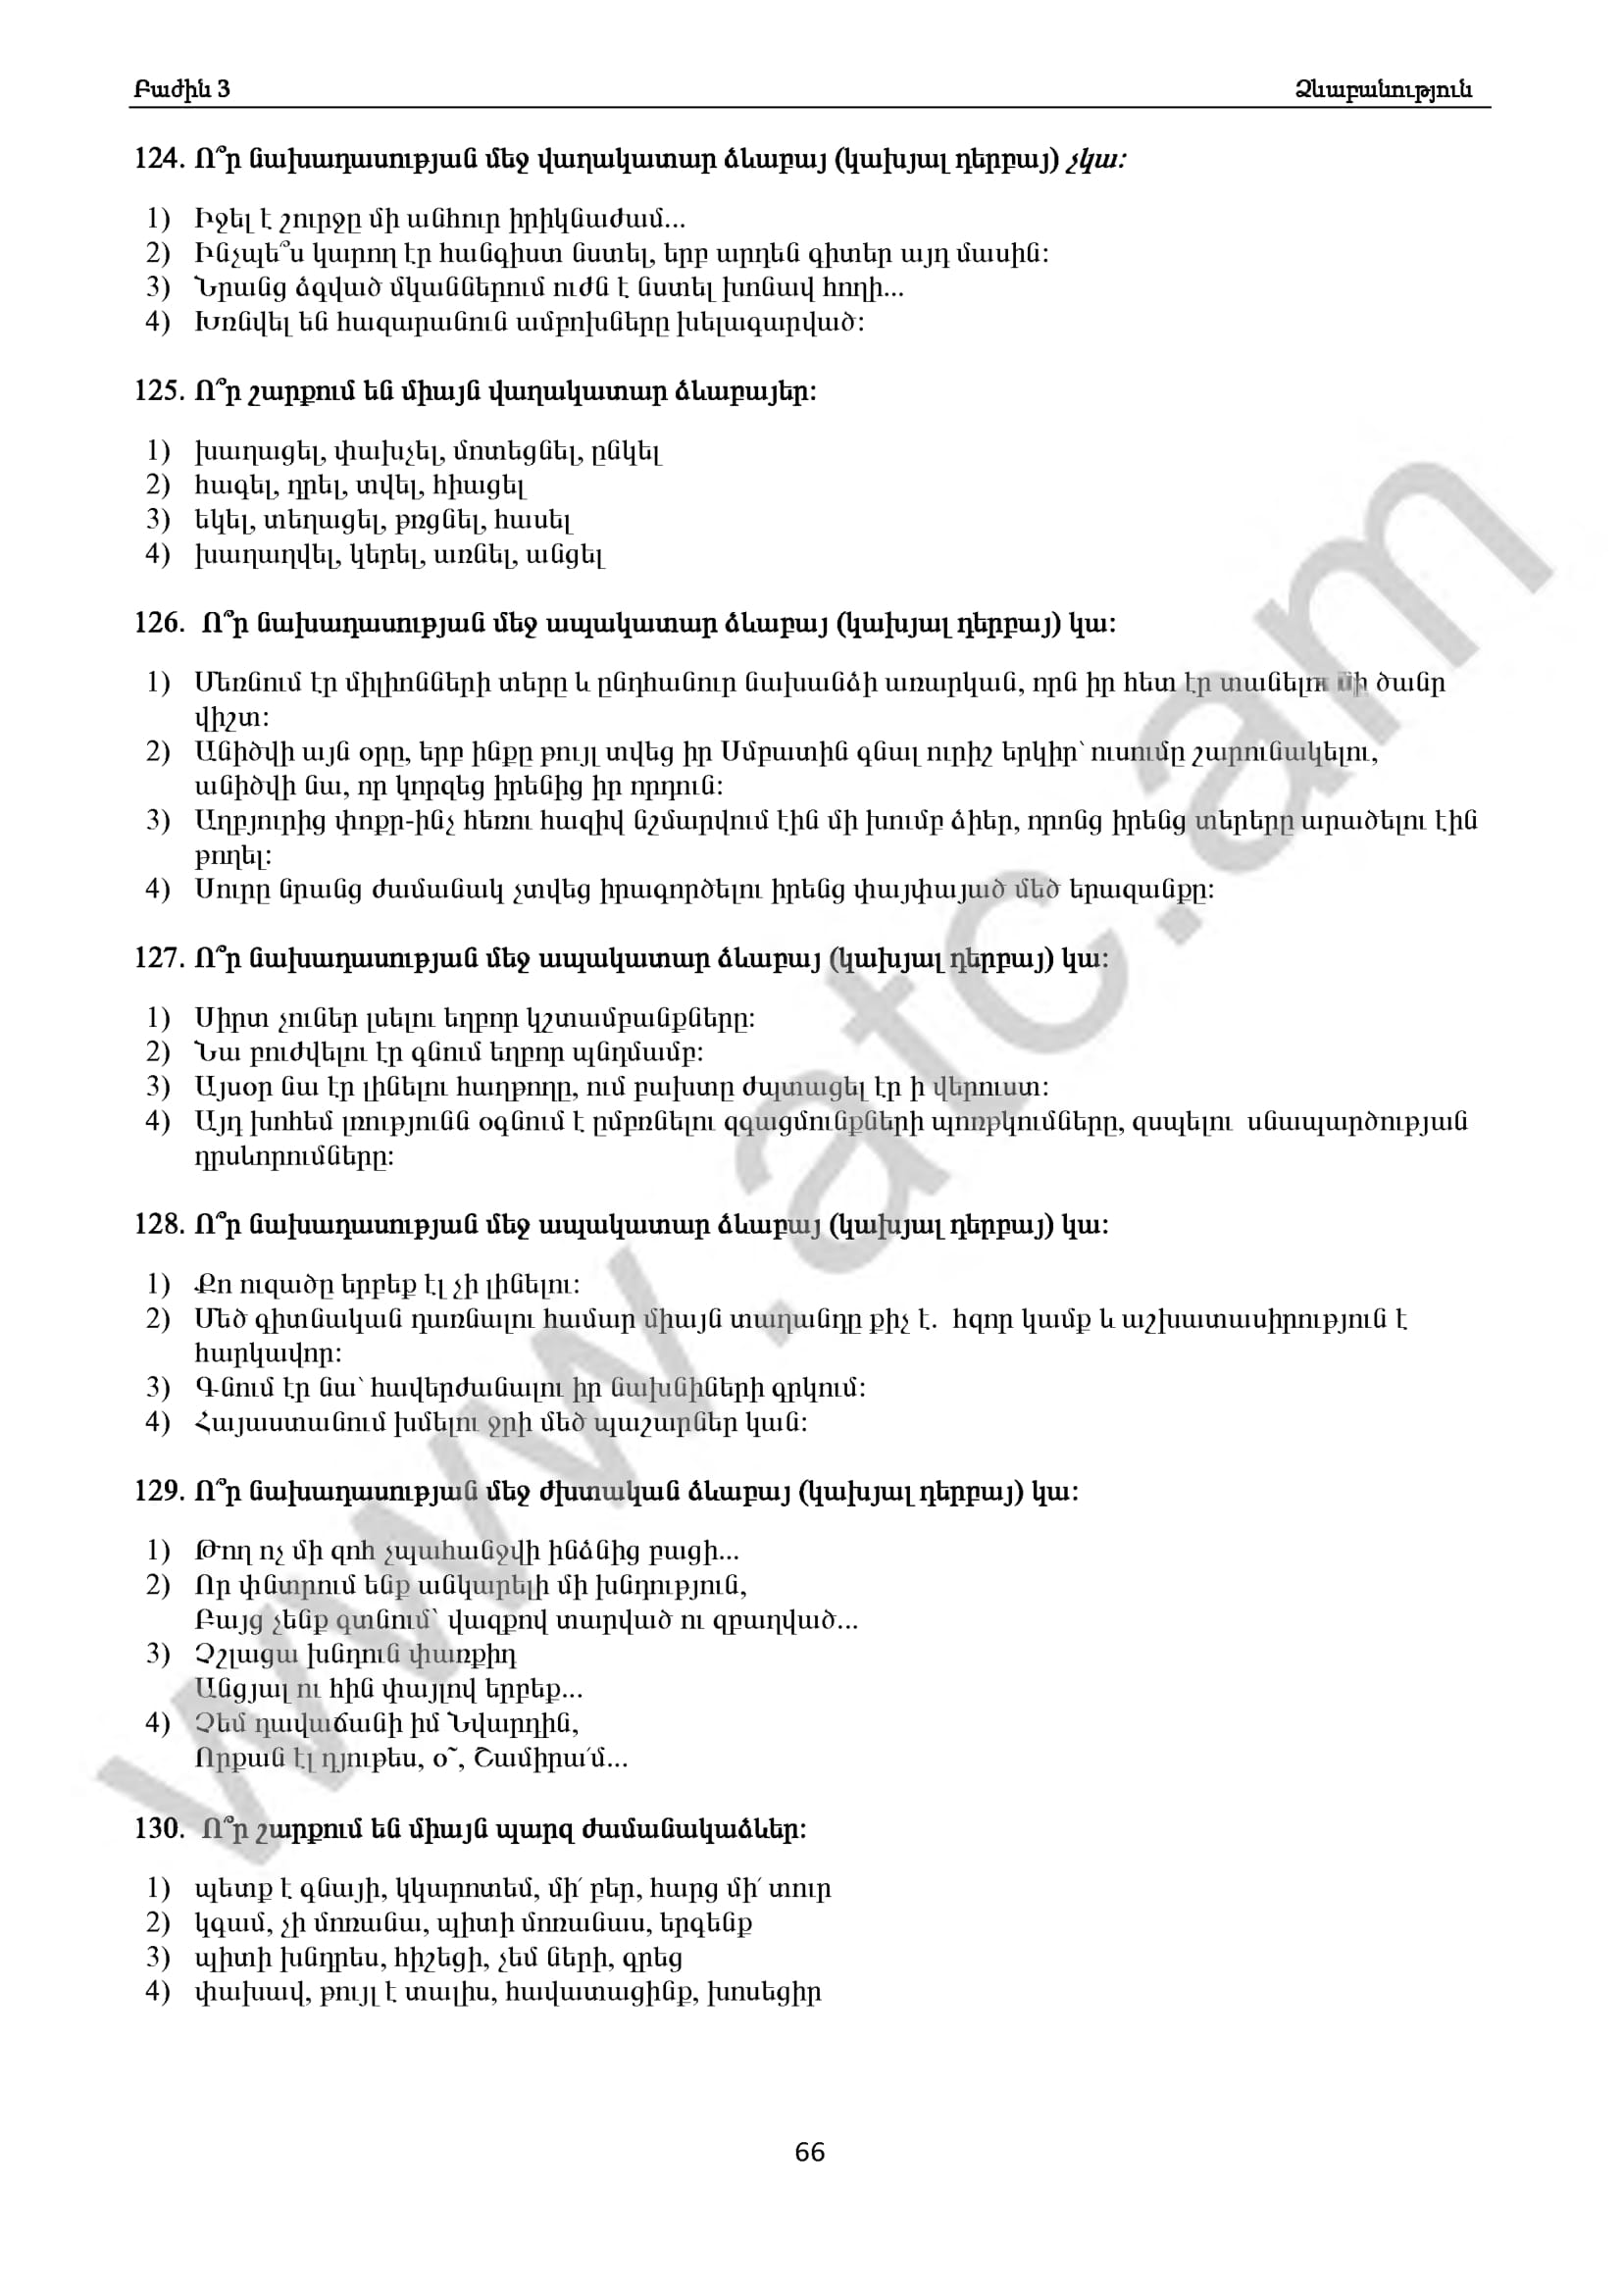 Բաժին 3 Ձևաբանություն
124. Ո՞ր նախադասության մեջ վաղակատար ձևաբայ (կախյալ դերբայ) չկա:
1) Իջել է շուրջը մի անհուր իրիկնաժամ...
2) Ինչպե՞ս կարող էր հանգիստ նստել, երբ արդեն գիտեր այդ մասին:
3) Նրանց ձգված մկաններում ուժն է նստել խոնավ հողի...
4) Խռնվել են հազարանուն ամբոխները խելագարված:
125. Ո՞ր շարքում են միայն վաղակատար ձևաբայեր:
1) խաղացել, փախչել, մոտեցնել, ընկել
2) հագել, դրել, տվել, հիացել
3) եկել, տեղացել, թռցնել, հասել
4) խաղաղվել, կերել, առնել, անցել
126. Ո՞ր նախադասության մեջ ապակատար ձևաբայ (կախյալ դերբայ) կա:
1) Մեռնում էր միլիոնների տերը և ընդհանուր նախանձի առարկան, որն իր հետ էր տանելու մի ծանր
վիշտ:
2) Անիծվի այն օրը, երբ ինքը թույլ տվեց իր Սմբատին գնալ ուրիշ երկիր՝ ուսումը շարունակելու,
անիծվի նա, որ կորզեց իրենից իր որդուն:
3) Աղբյուրից փոքր-ինչ հեռու հազիվ նշմարվում էին մի խումբ ձիեր, որոնց իրենց տերերը արածելու էին
թողել:
4) Սուրը նրանց ժամանակ չտվեց իրագործելու իրենց փայփայած մեծ երազանքը:
127. Ո՞ր նախադասության մեջ ապակատար ձևաբայ (կախյալ դերբայ) կա:
1) Սիրտ չուներ լսելու եղբոր կշտամբանքները:
2) Նա բուժվելու էր գնում եղբոր պնդմամբ:
3) Այսօր նա էր լինելու հաղթողը, ում բախտը ժպտացել էր ի վերուստ:
4) Այդ խոհեմ լռությունն օգնում է ըմբռնելու զգացմունքների պոռթկումները, զսպելու սնապարծության
դրսևորումները:
128. Ո՞ր նախադասության մեջ ապակատար ձևաբայ (կախյալ դերբայ) կա:
1) Քո ուզածը երբեք էլ չի լինելու:
2) Մեծ գիտնական դառնալու համար միայն տաղանդը քիչ է. հզոր կամք և աշխատասիրություն է
հարկավոր:
3) Գնում էր նա՝ հավերժանալու իր նախնիների գրկում:
4) Հայաստանում խմելու ջրի մեծ պաշարներ կան:
129. Ո՞ր նախադասության մեջ ժխտական ձևաբայ (կախյալ դերբայ) կա:
1) Թող ոչ մի զոհ չպահանջվի ինձնից բացի...
2) Որ փնտրում ենք անկարելի մի խնդություն,
Բայց չենք գտնում՝ վազքով տարված ու զբաղված...
3) Չշլացա խնդուն փառքիդ
Անցյալ ու հին փայլով երբեք...
4) Չեմ դավաճանի իմ Նվարդին,
Որքան էլ դյութես, օ՜, Շամիրա՛մ...
130. Ո՞ր շարքում են միայն պարզ ժամանակաձևեր:
1) պետք է գնայի, կկարոտեմ, մի՛ բեր, հարց մի՛ տուր
2) կգամ, չի մոռանա, պիտի մոռանաս, երգենք
3) պիտի խնդրես, հիշեցի, չեմ ների, գրեց
4) փախավ, թույլ է տալիս, հավատացինք, խոսեցիր
66
www.atc.am